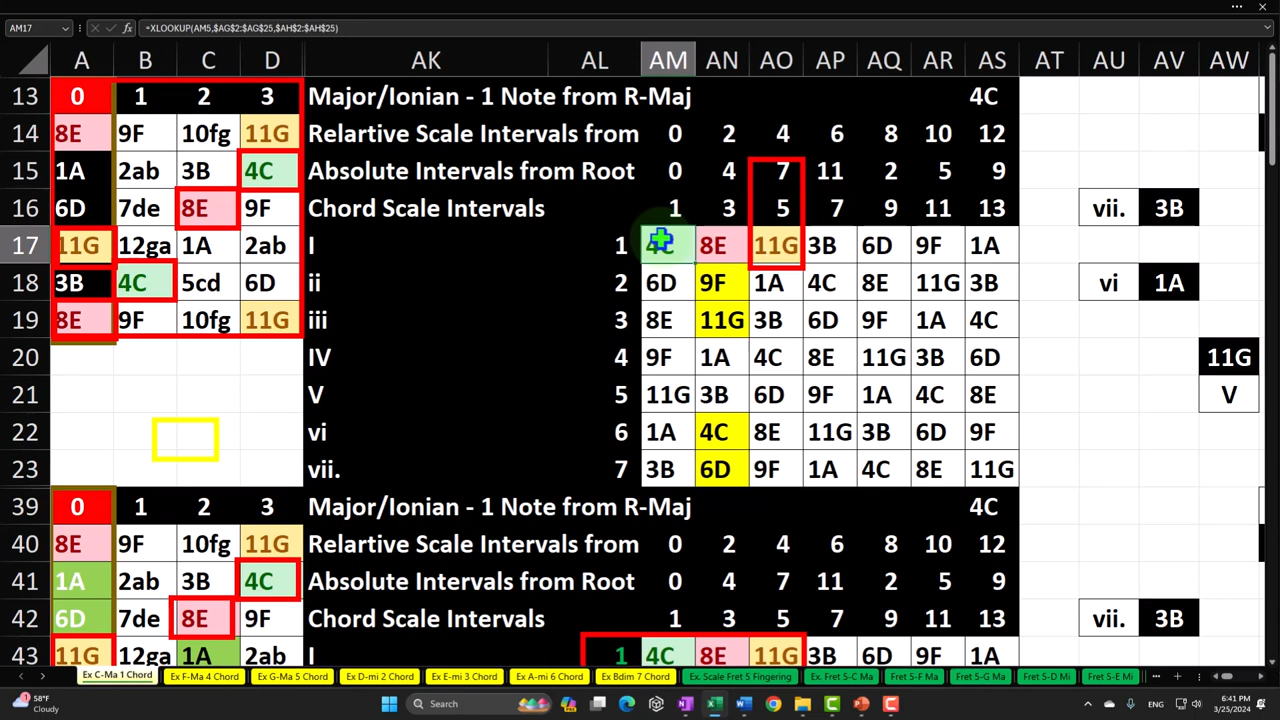 AM17 fx =XLOOKUP(AM5,$AG$2:$AG$25,$AH$2:$AH$25)
A B C D AK AL AM AN AO AP AQ AR AS AT AU AV AW
13 0 1 2 3 Major/Ionian - 1 Note from R-Maj 4C
14 8E 9F 10fg 11G Relartive Scale Intervals from 0 2 4 6 8 10 12
15 1A 2ab 3B 4C Absolute Intervals from Root 0 4 7 11 2 5 9
16 6D 7de 8E 9F Chord Scale Intervals 1 3 5 7 9 11 13 vii. 3B
17 11G 12ga 1A 2ab I 1 4C 8E 11G 3B 6D 9F 1A
18 3B 4C 5cd 6D ii 2 6D 9F 1A 4C 8E 11G 3B vi 1A
19 8E 9F 10fg 11G iii 3 8E 11G 3B 6D 9F 1A 4C
20 IV 4 9F 1A 4C 8E 11G 3B 6D 11G
21 V 5 11G 3B 6D 9F 1A 4C 8E V
22 vi 6 1A 4C 8E 11G 3B 6D 9F
23 vii. 7 3B 6D 9F 1A 4C 8E 11G
39 0 1 2 3 Major/Ionian - 1 Note from R-Maj 4C
40 8E 9F 10fg 11G Relartive Scale Intervals from 0 2 4 6 8 10 12
41 1A 2ab 3B 4C Absolute Intervals from Root 0 4 7 11 2 5 9
42 6D 7de 8E 9F Chord Scale Intervals 1 3 5 7 9 11 13 vii. 3B
43 11G 12ga 1A 2ab I 1 4C 8E 11G 3B 6D 9F 1A
Ex C-Ma 1 Chord Ex F-Ma 4 Chord Ex G-Ma 5 Chord Ex D-mi 2 Chord Ex E-mi 3 Chord Ex A-mi 6 Chord Ex Bdim 7 Chord Ex. Scale Fret 5 Fingering Ex. Fret 5-C Ma Fret 5-F Ma Fret 5-G Ma Fret 5-D Mi Fret 5-E Mi
58°F
Cloudy
Search
ENG
6:41 PM
3/25/2024